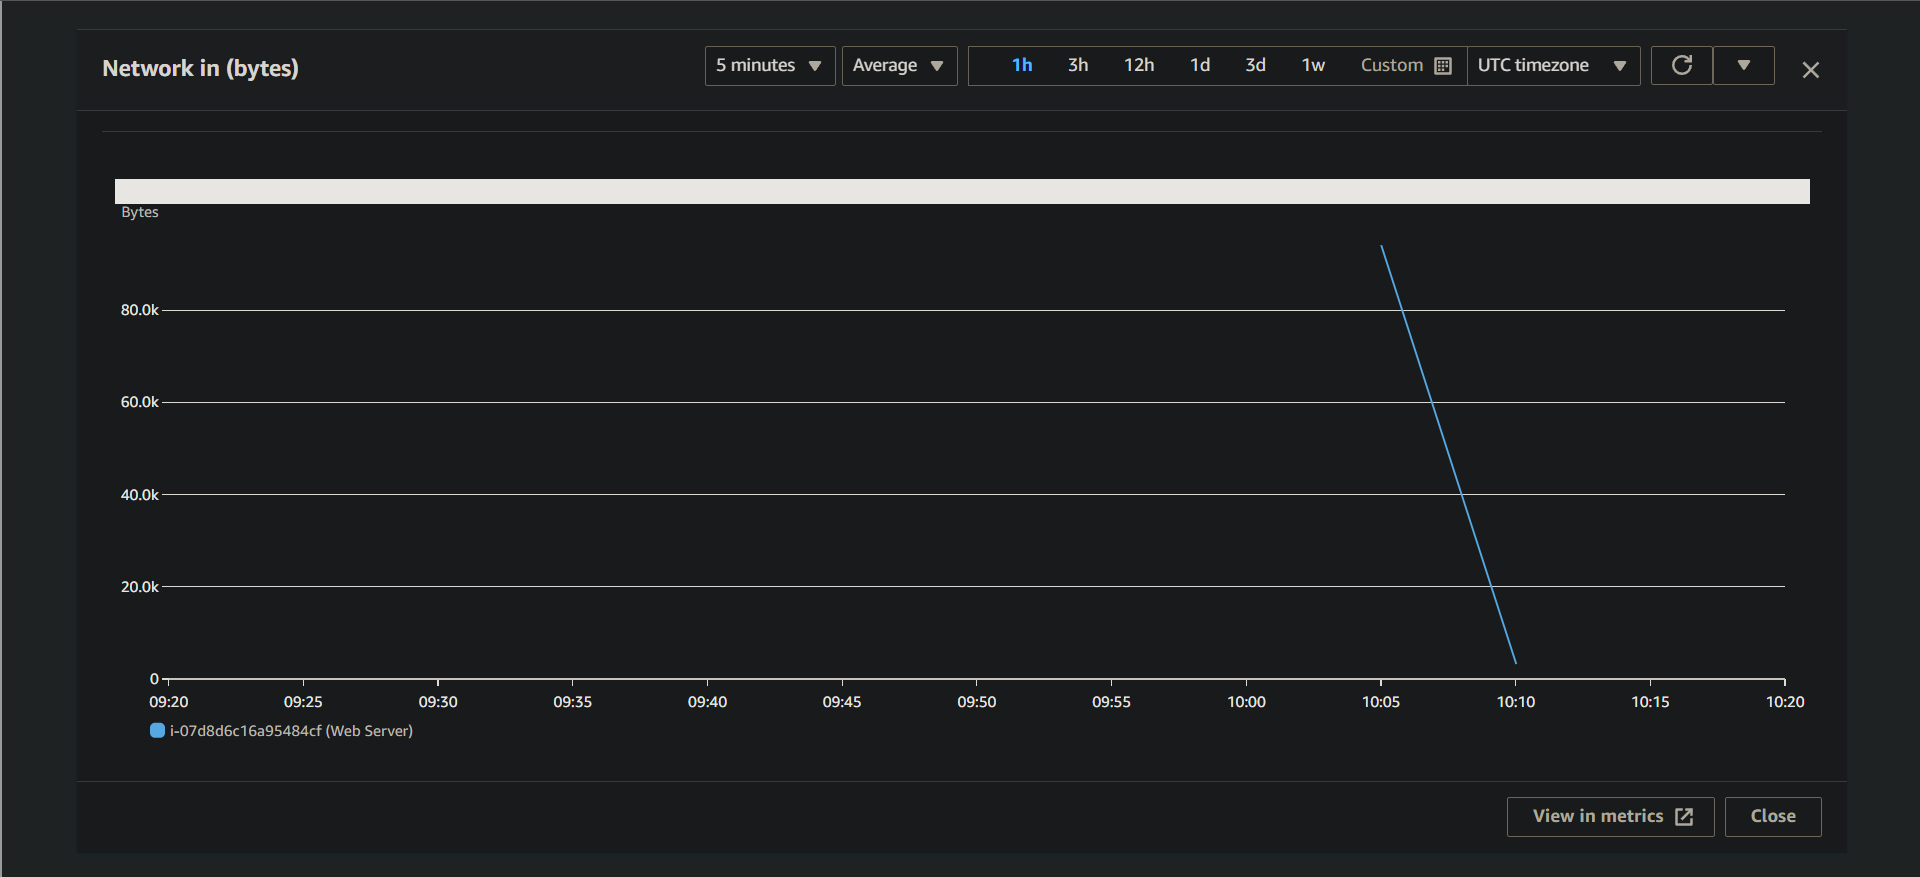 Network in (bytes)
5 minutes Average 1h 3h 12h 1d 3d 1w Custom UTC timezone
Bytes
80.0k
60.0k
40.0k
20.0k
0
09:20 09:25 09:30 09:35 09:40 09:45 09:50 09:55 10:00 10:05 10:10 10:15 10:20
i-07d8d6c16a95484cf (Web Server)
View in metrics Close